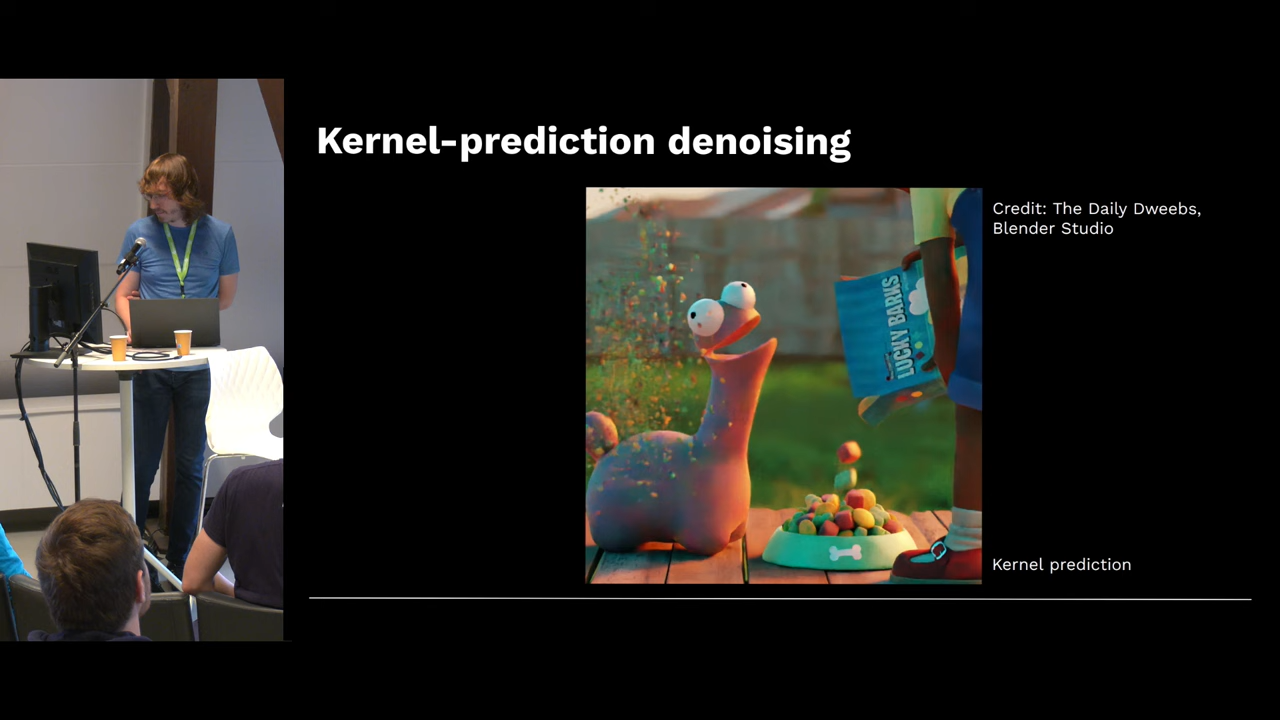 Kernel-prediction denoising
Credit: The Daily Dweebs,
Blender Studio
LUCKY BARKS
Kernel prediction